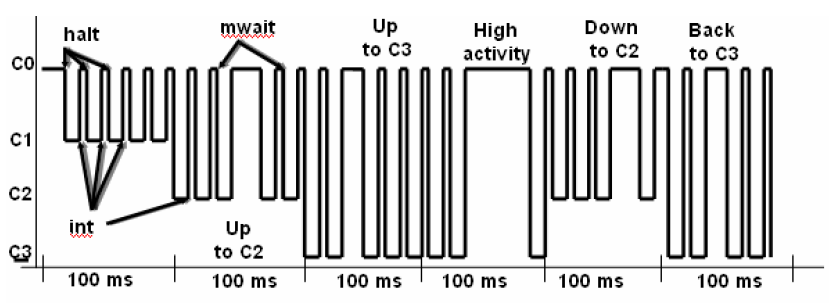 halt
mwait
Up
to C3
High
activity
Down
to C2
Back
to C3
C0
C1
C2
C3
int
Up
to C2
100 ms
100 ms
100 ms
100 ms
100 ms
100 ms